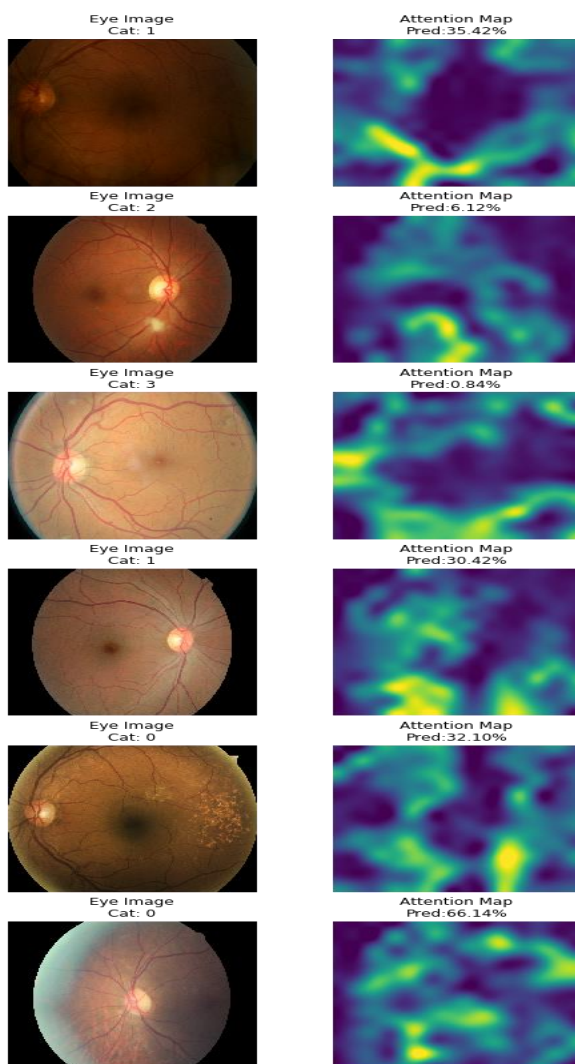 Eye Image
Cat: 1
Attention Map
Pred:35.42%
Eye Image
Cat: 2
Attention Map
Pred:6.12%
Eye Image
Cat: 3
Attention Map
Pred:0.84%
Eye Image
Cat: 1
Attention Map
Pred:30.42%
Eye Image
Cat: 0
Attention Map
Pred:32.10%
Eye Image
Cat: 0
Attention Map
Pred:66.14%